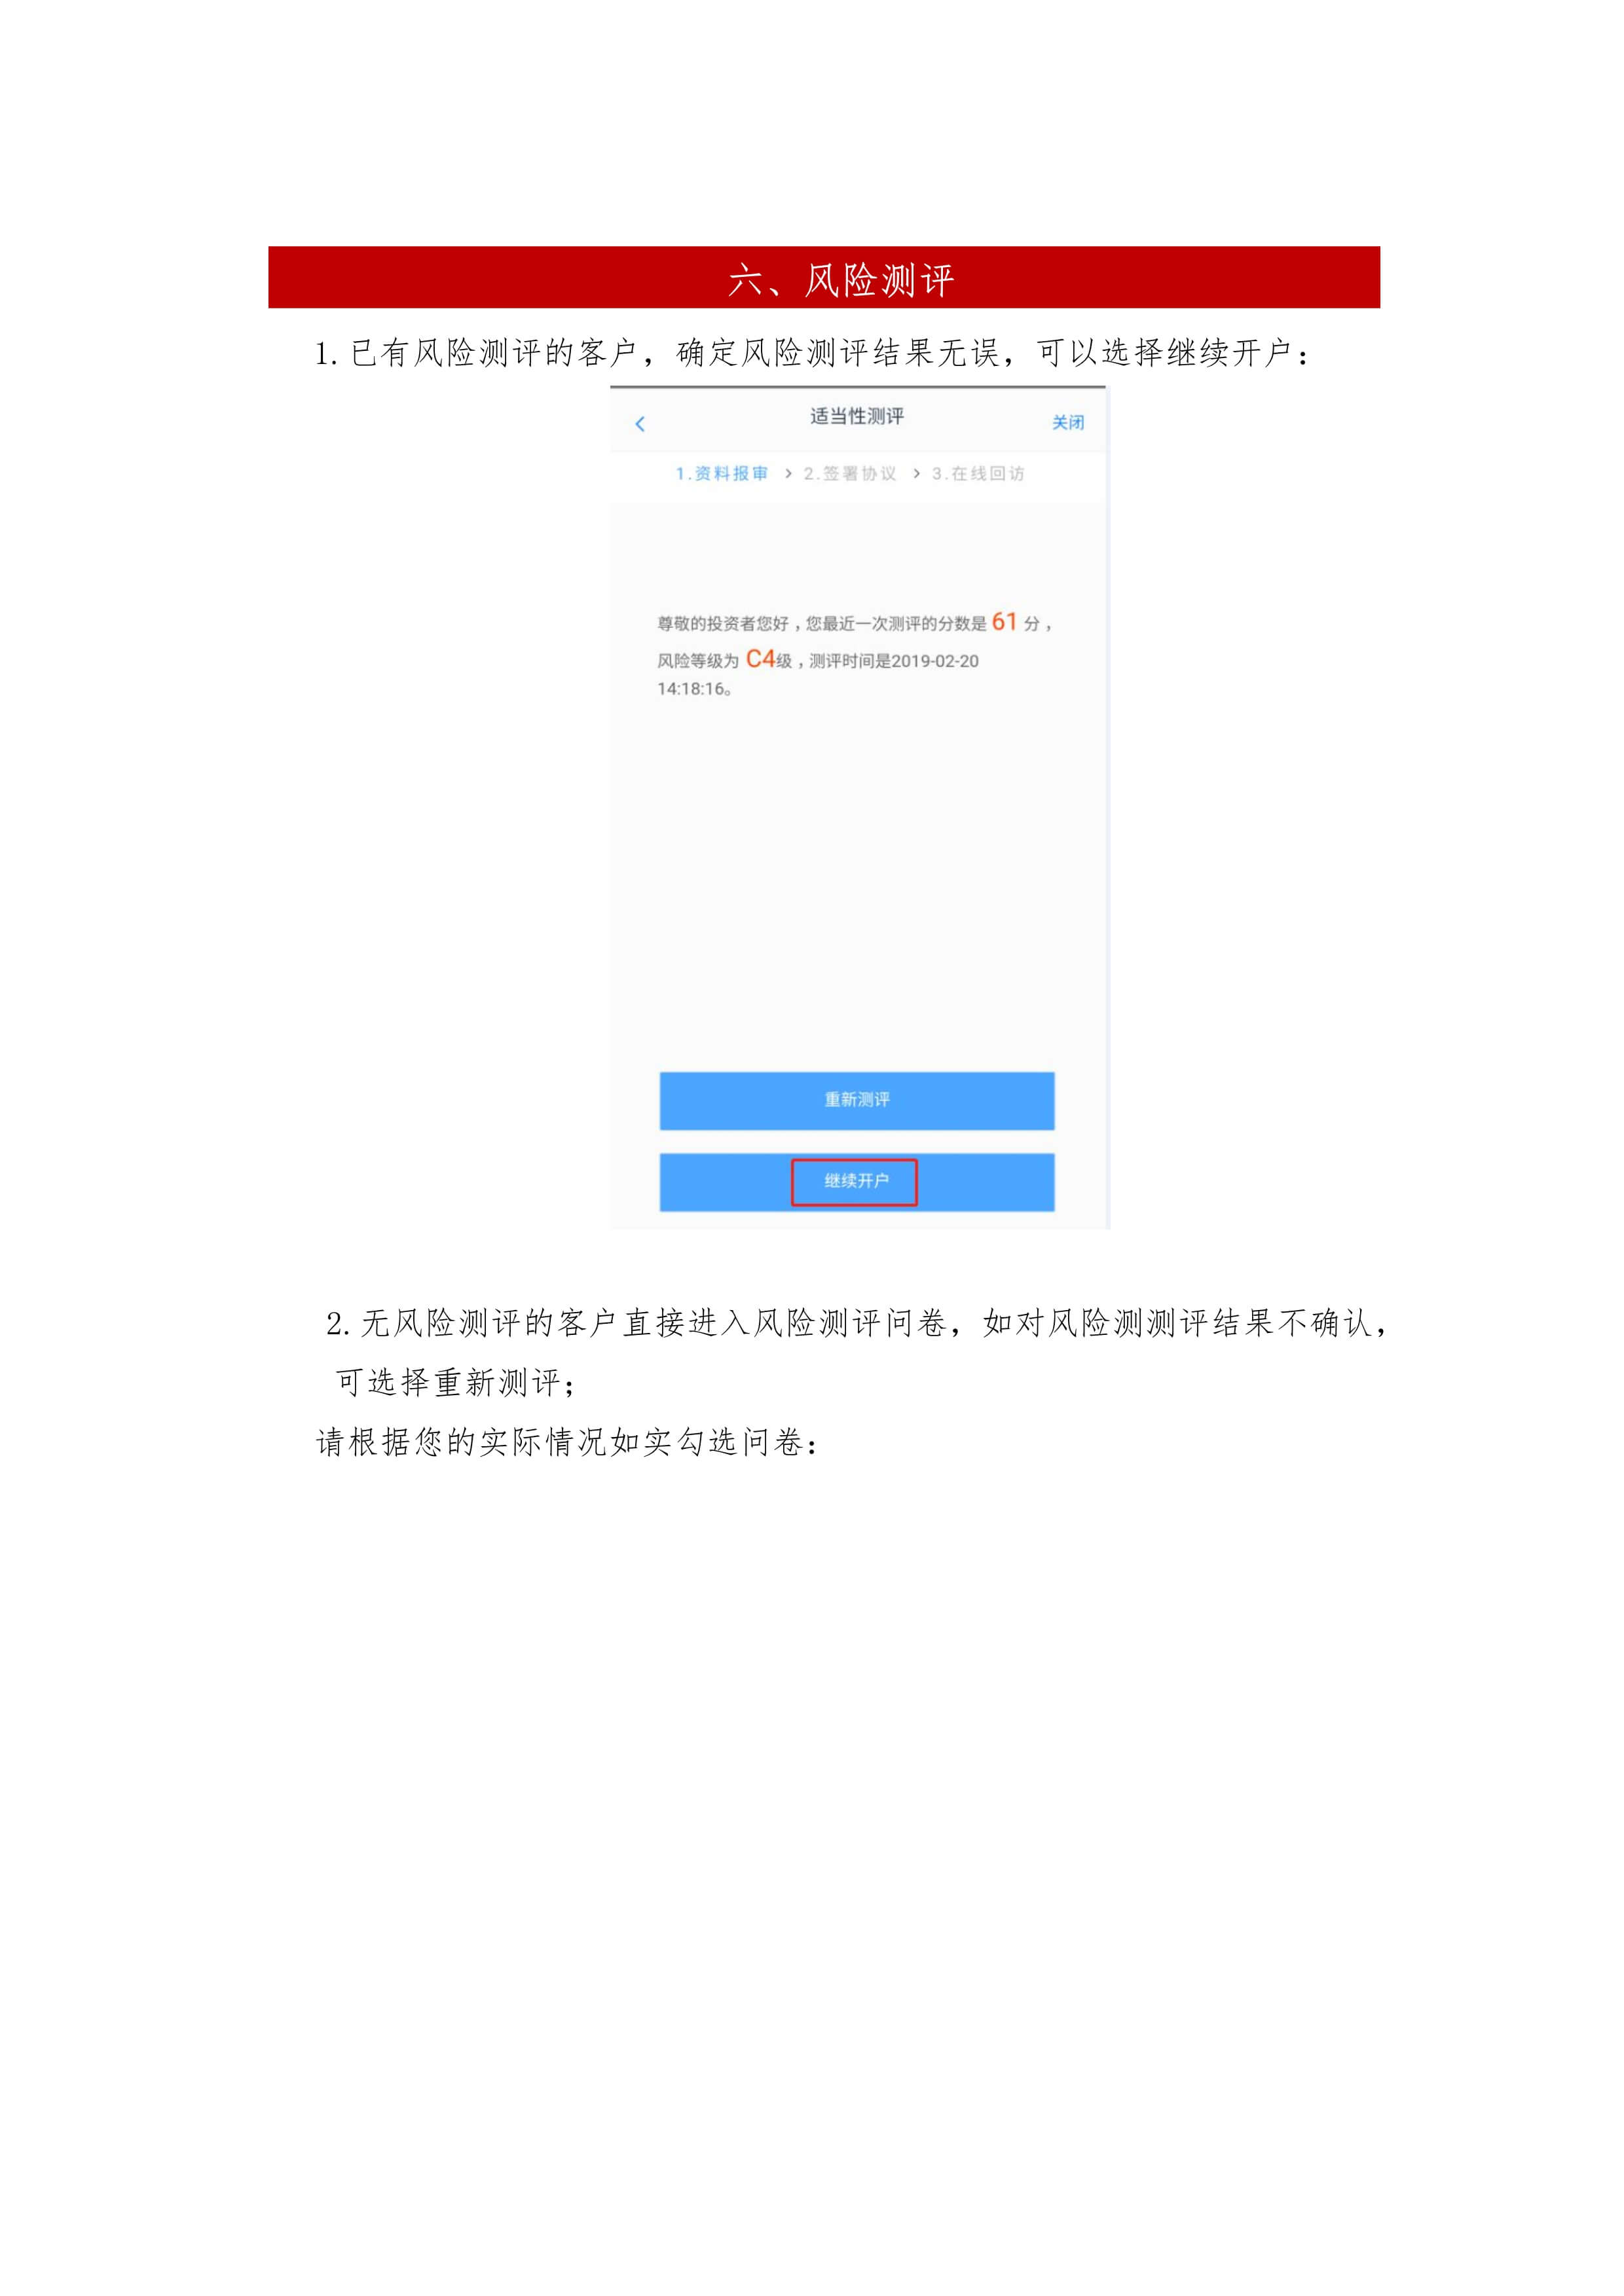 六、风险测评
1.已有风险测评的客户，确定风险测评结果无误，可以选择继续开户：
适当性测评
关闭
1.资料报审 > 2.签署协议 > 3.在线回访
尊敬的投资者您好，您最近一次测评的分数是 61 分，
风险等级为 C4级，测评时间是2019-02-20
14:18:16。
重新测评
继续开户
2.无风险测评的客户直接进入风险测评问卷，如对风险测测评结果不确认，
可选择重新测评；
请根据您的实际情况如实勾选问卷：